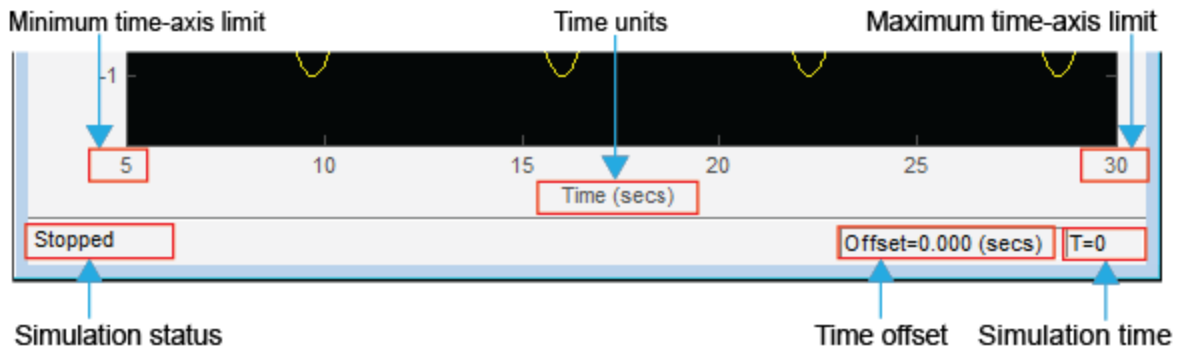 Minimum time-axis limit
Time units
Maximum time-axis limit
-1
5
10
15
20
25
30
Time (secs)
Stopped
Offset=0.000 (secs)
T=0
Simulation status
Time offset
Simulation time